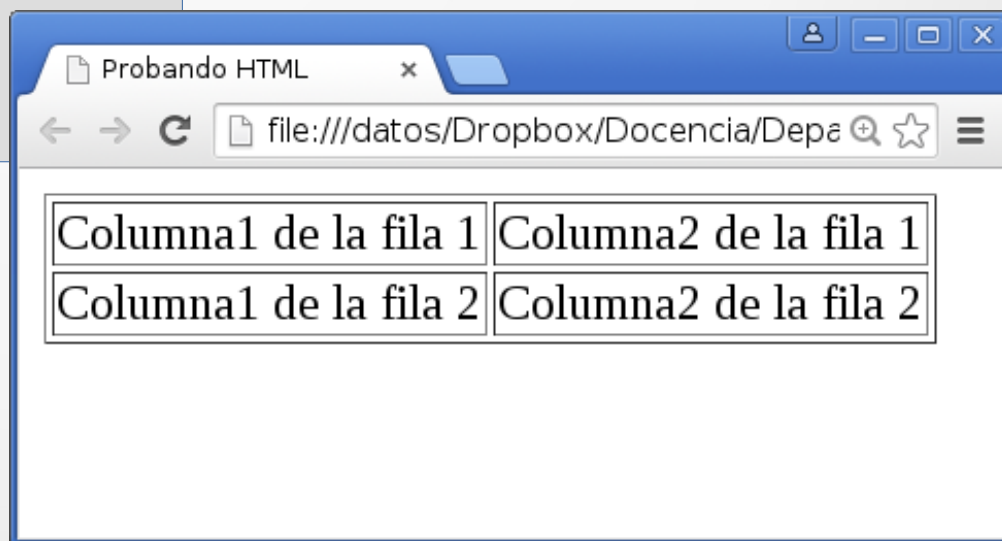 Probando HTML
file:///datos/Dropbox/Docencia/Depa
Columna1 de la fila 1 Columna2 de la fila 1
Columna1 de la fila 2 Columna2 de la fila 2